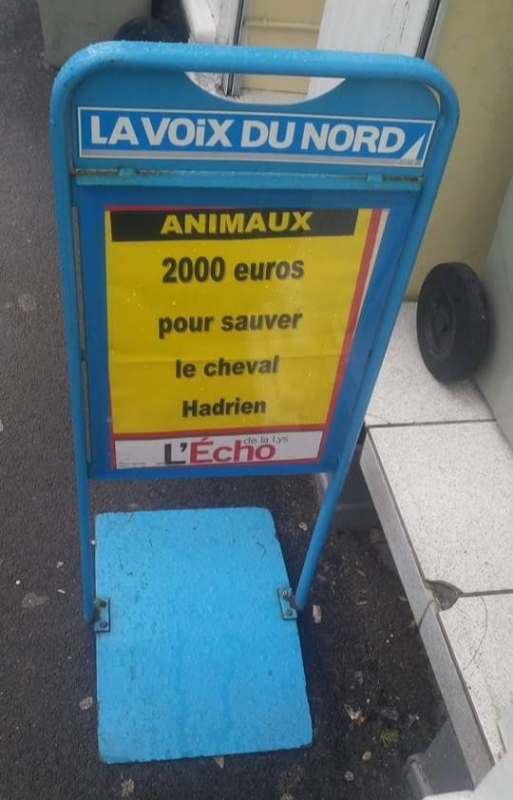 LA VOiX DU NORD
ANIMAUX
2000 euros
pour sauver
le cheval
Hadrien
L'Écho de la Lys